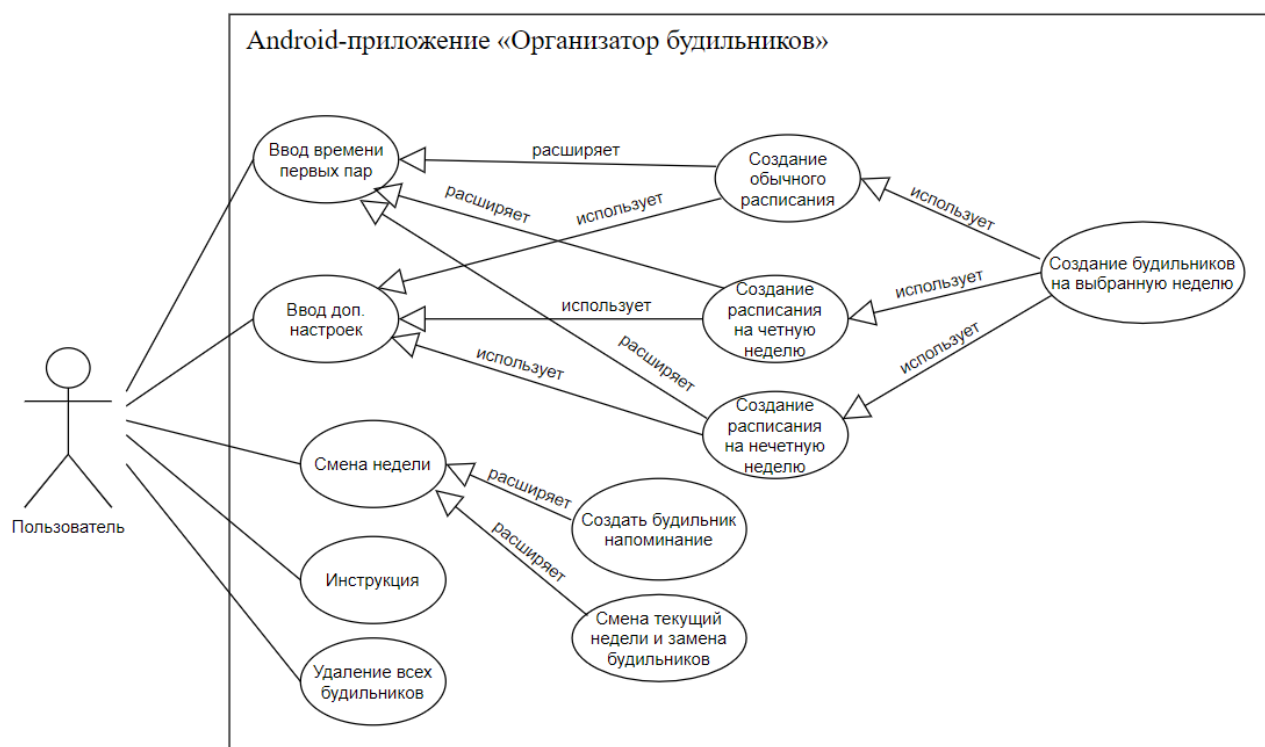 Android-приложение «Организатор будильников»
Ввод времени
первых пар
расширяет
Создание
обычного
расписания
расширяет
использует
использует
Создание будильников
на выбранную неделю
Ввод доп.
настроек
использует
Создание
расписания
на четную
неделю
использует
использует
расширяет
Создание
расписания
на нечетную
неделю
использует
Смена недели
расширяет
Создать будильник
напоминание
расширяет
Пользователь
Инструкция
Смена текущий
недели и замена
будильников
Удаление всех
будильников